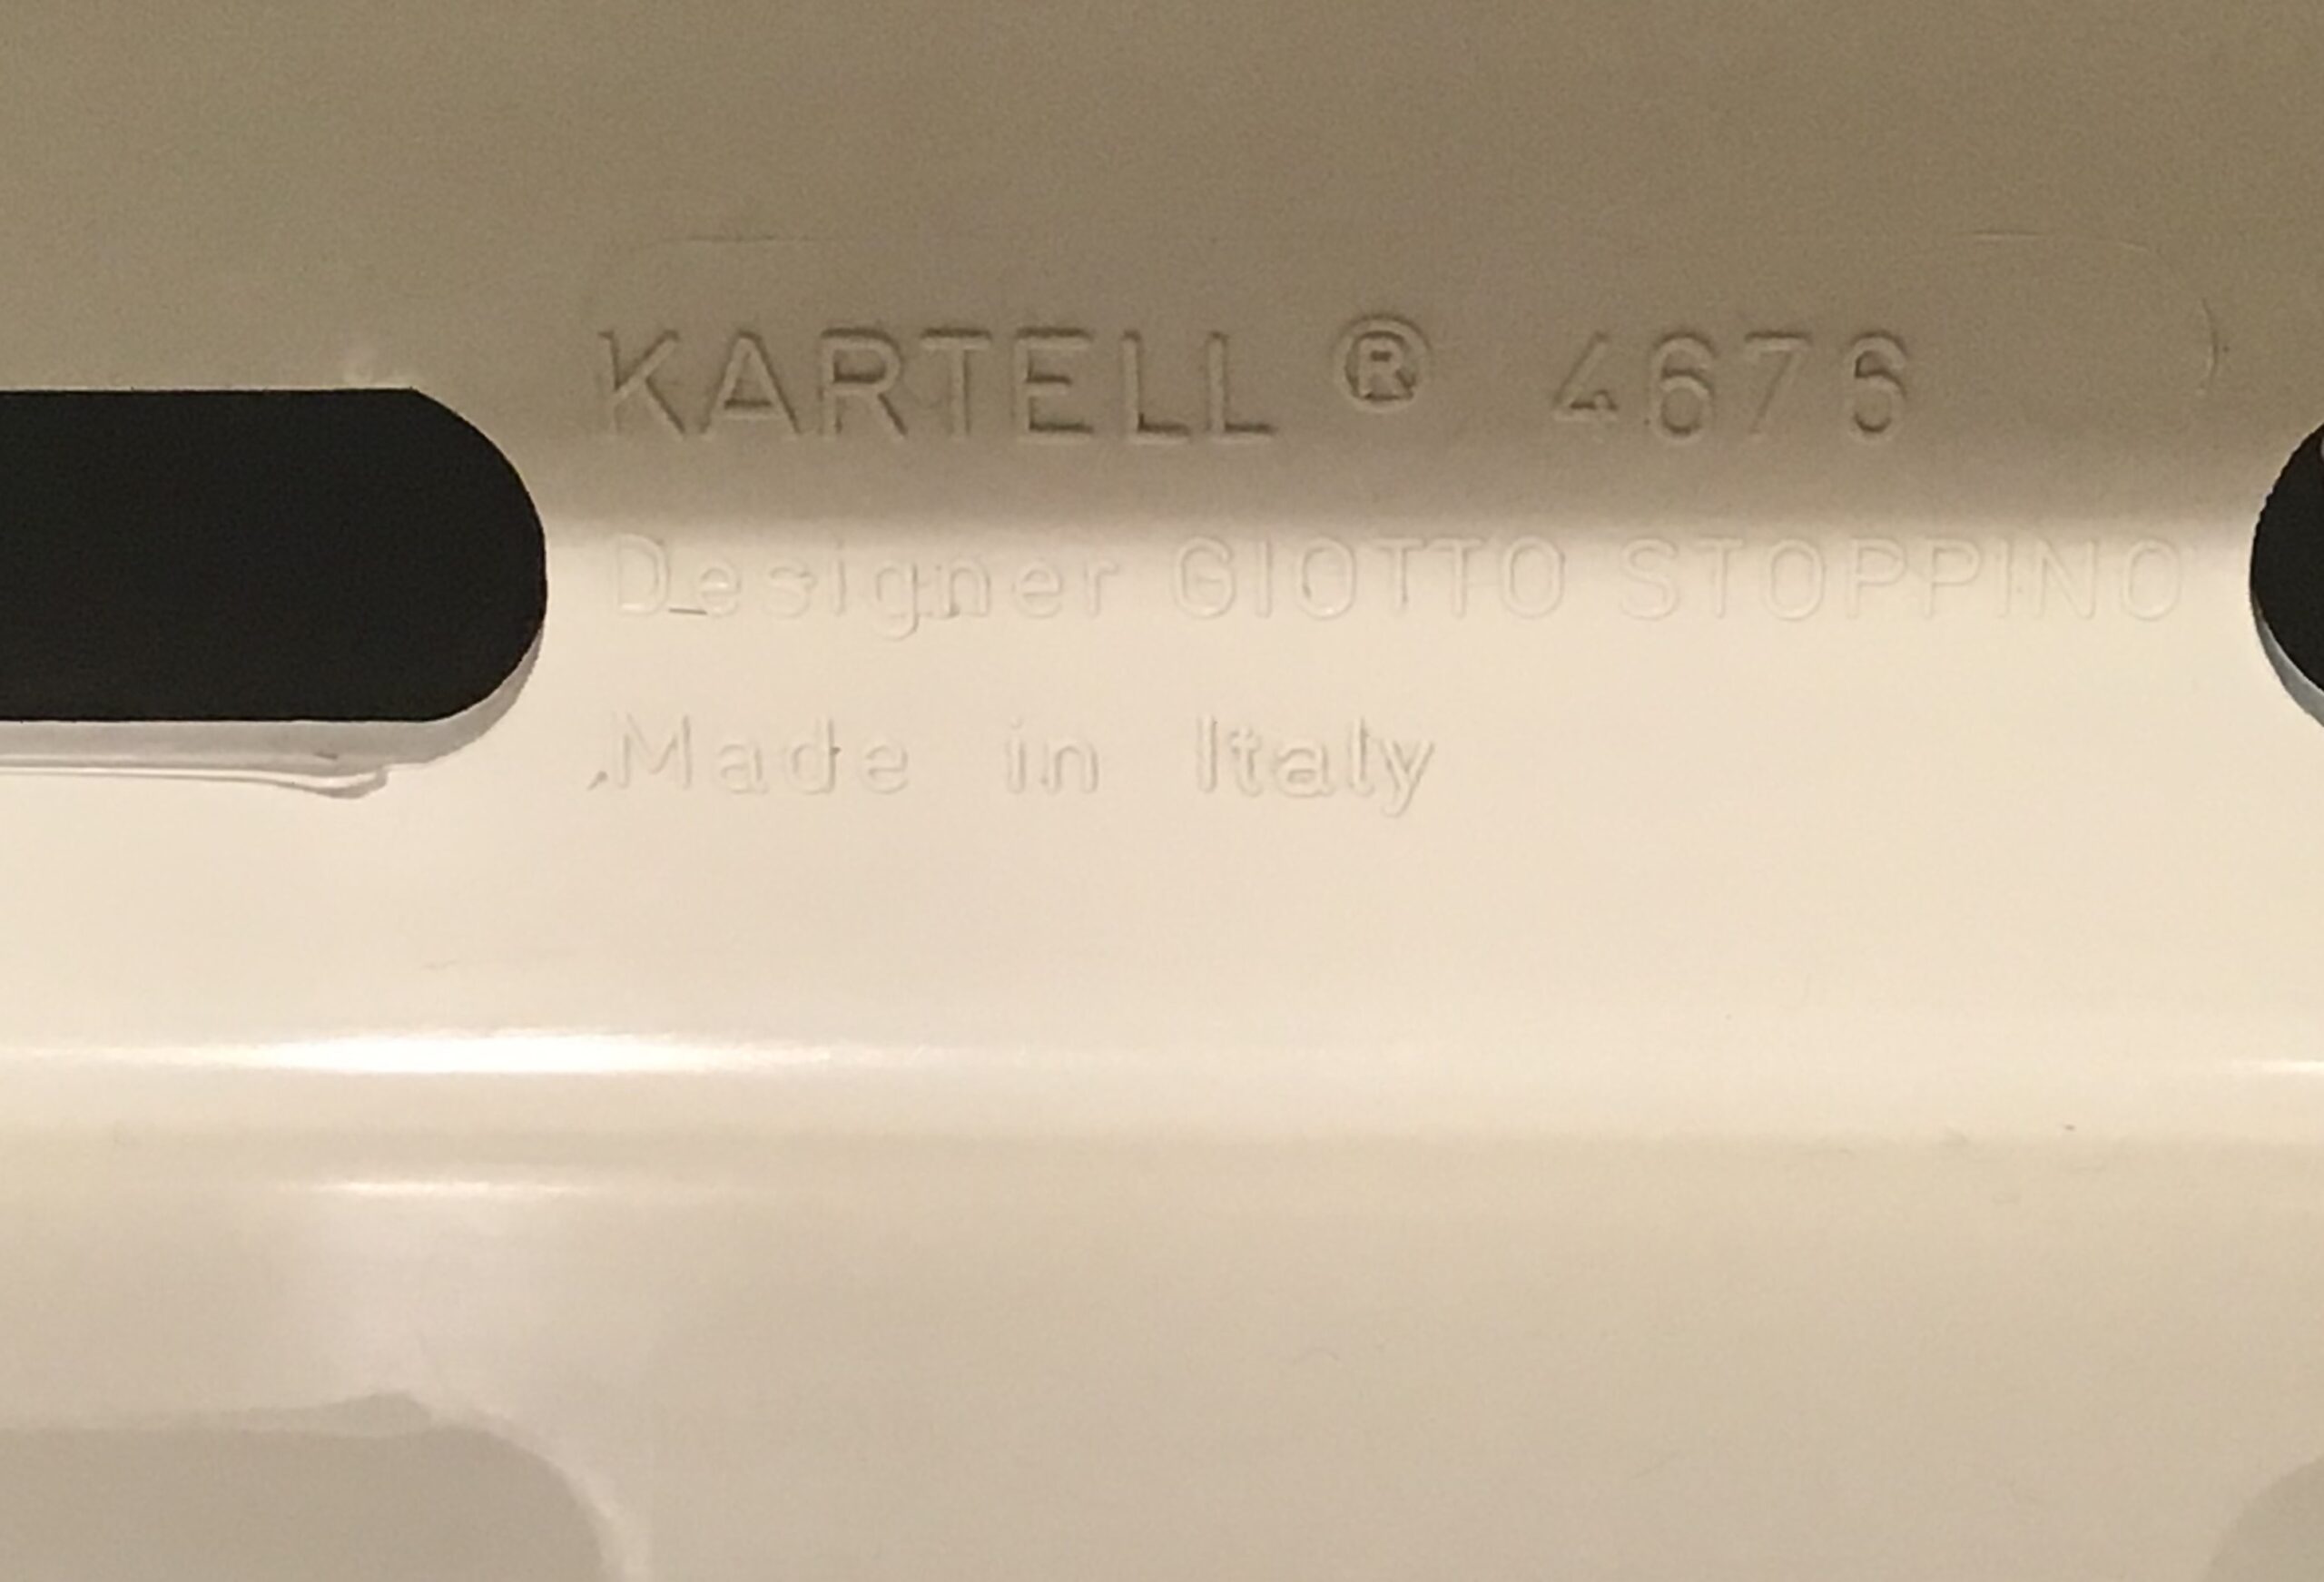 KARTELL ® 4676
Designer GIOTTO STOPPINO
Made in Italy